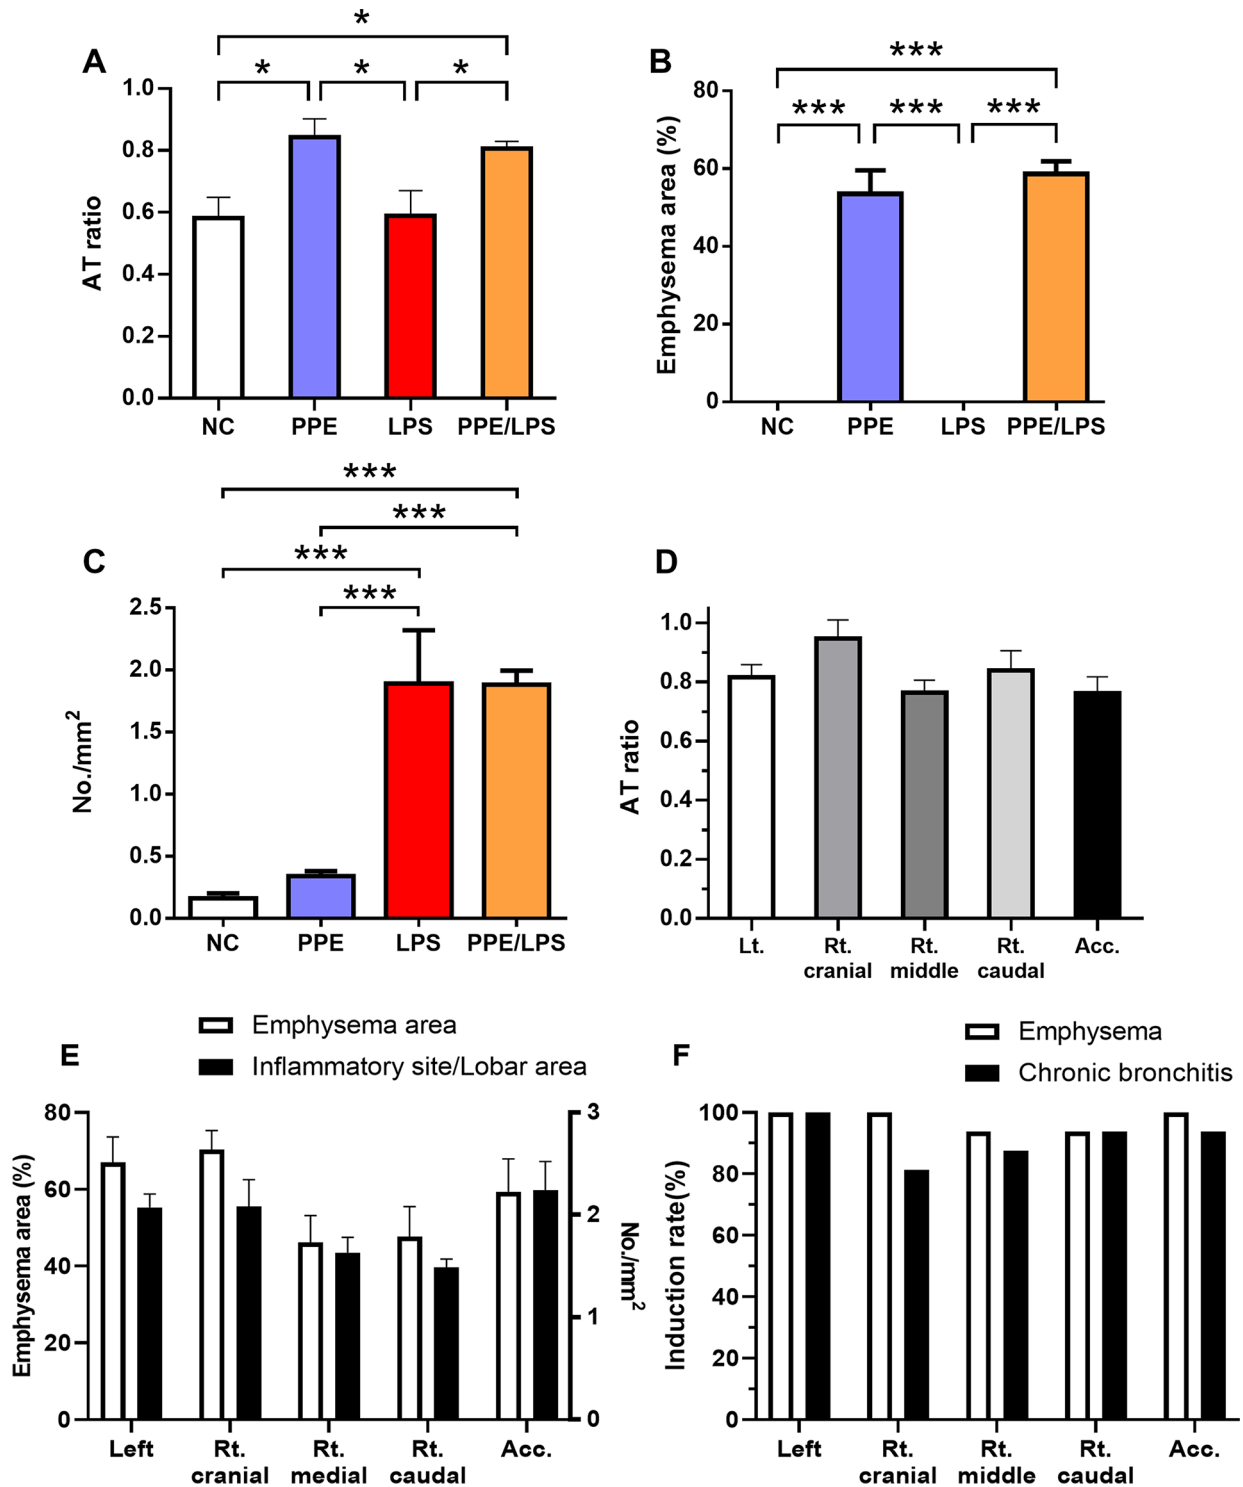 A
*
* * *
1.0
0.8
0.6
0.4
0.2
0.0
AT ratio
NC PPE LPS PPE/LPS
B
***
*** *** ***
80
60
40
20
0
Emphysema area (%)
NC PPE LPS PPE/LPS
C
***
***
***
***
2.5
2.0
1.5
1.0
0.5
0.0
No./mm2
NC PPE LPS PPE/LPS
D
1.0
0.8
0.6
0.4
0.2
0.0
AT ratio
Lt. Rt. Rt. Rt. Acc.
cranial middle caudal
E
Emphysema area
Inflammatory site/Lobar area
80
60
40
20
0
Emphysema area (%)
3
2
1
0
No./mm2
Left Rt. Rt. Rt. Acc.
cranial medial caudal
F
Emphysema
Chronic bronchitis
100
80
60
40
20
0
Induction rate(%)
Left Rt. Rt. Rt. Acc.
cranial middle caudal